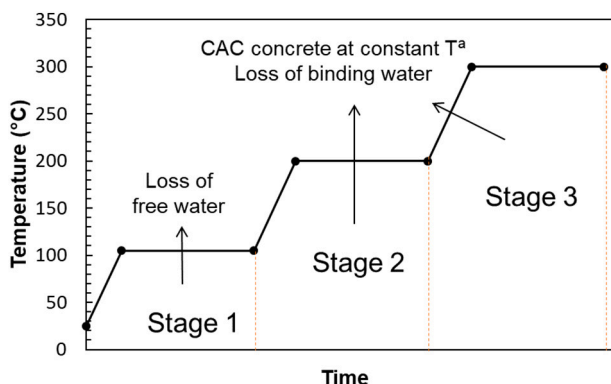 CAC concrete at constant Tª
Loss of binding water
Loss of
free water
Stage 1
Stage 2
Stage 3
Temperature (°C)
350
300
250
200
150
100
50
0
Time